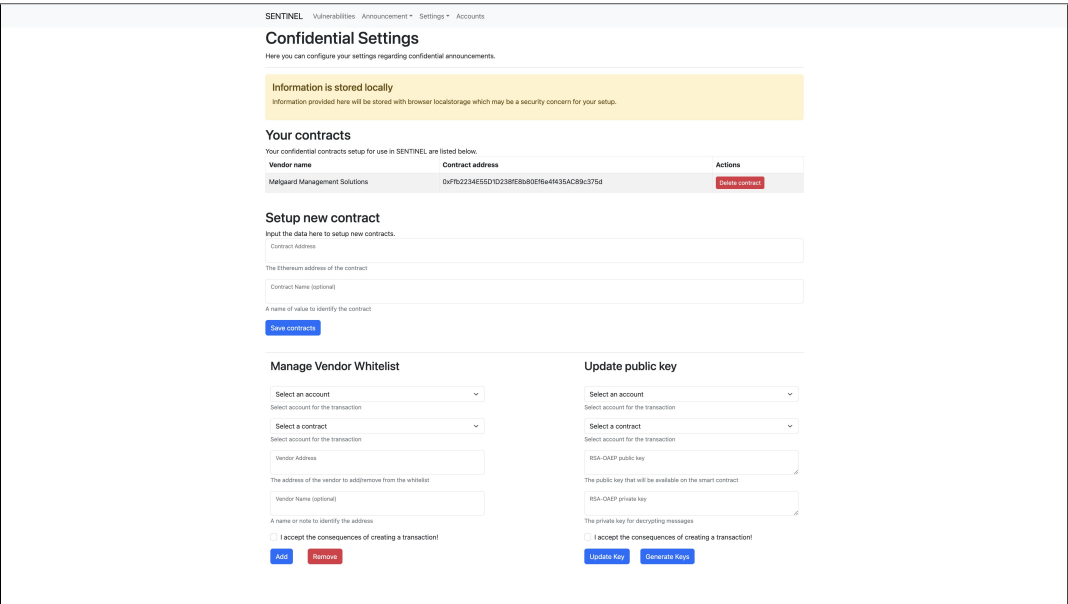 SENTINEL Vulnerabilities Announcement Settings Accounts
Confidential Settings
Here you can configure your settings regarding confidential announcements.
Information is stored locally
Information provided here will be stored with browser localstorage which may be a security concern for your setup.
Your contracts
Your confidential contracts setup for use in SENTINEL are listed below.
Vendor name Contract address Actions
Mølgaard Management Solutions 0xFfb2234E55D1D238fE8b80Ef6e4f435AC89c375d Delete contract
Setup new contract
Input the data here to setup new contracts.
Contract Address
The Ethereum address of the contract
Contract Name (optional)
A name of value to identify the contract
Save contracts
Manage Vendor Whitelist
Select an account
Select account for the transaction
Select a contract
Select account for the transaction
Vendor Address
The address of the vendor to add/remove from the whitelist
Vendor Name (optional)
A name or note to identify the address
I accept the consequences of creating a transaction!
Add Remove
Update public key
Select an account
Select account for the transaction
Select a contract
Select account for the transaction
RSA-OAEP public key
The public key that will be available on the smart contract
RSA-OAEP private key
The private key for decrypting messages
I accept the consequences of creating a transaction!
Update Key Generate Keys